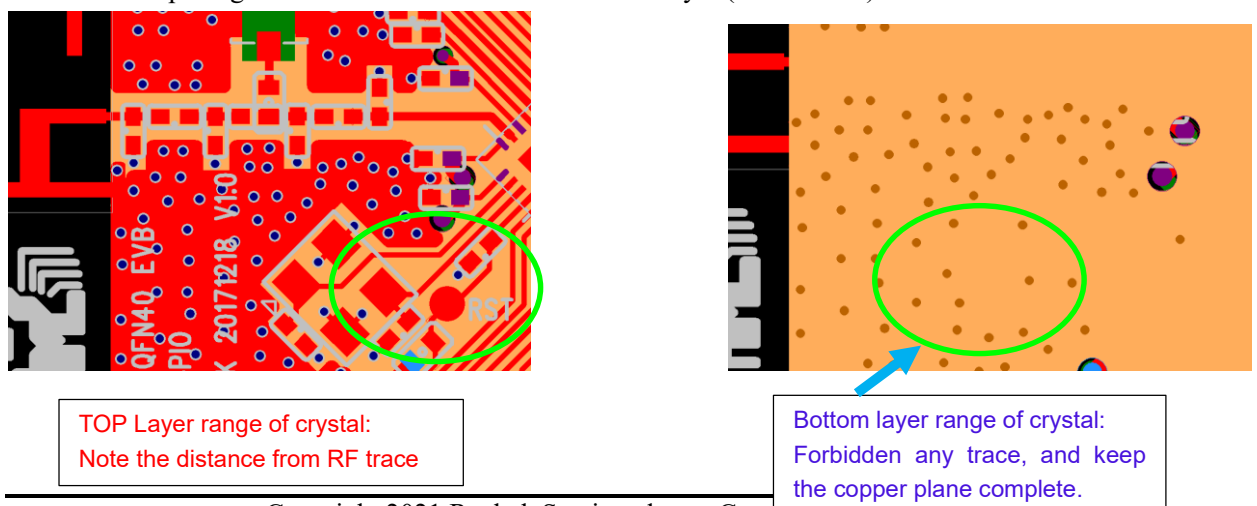 QFN40 EVB
PIO
20171218 V1.0
RST
TOP Layer range of crystal:
Note the distance from RF trace
Bottom layer range of crystal:
Forbidden any trace, and keep
the copper plane complete.
2021